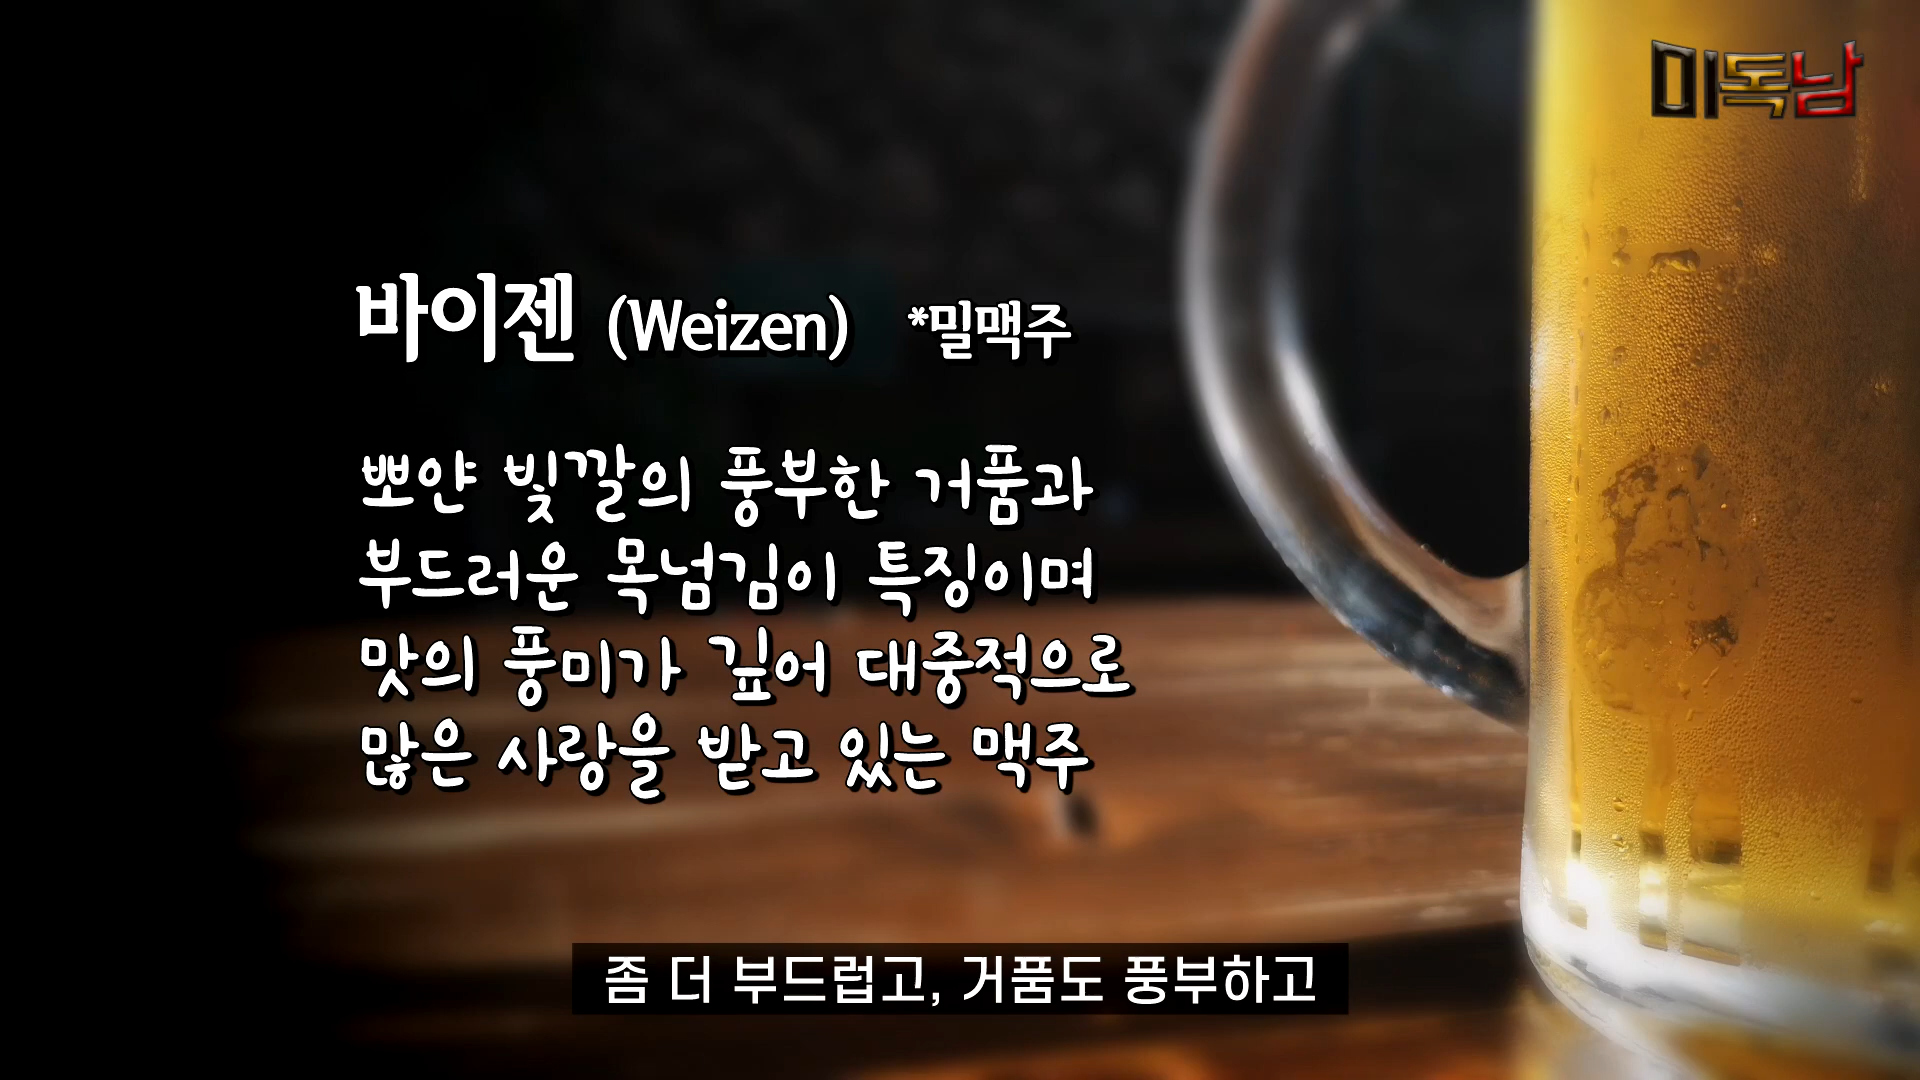 미독남
바이젠 (Weizen) *밀맥주
뽀얀 빛깔의 풍부한 거품과
부드러운 목넘김이 특징이며
맛의 풍미가 깊어 대중적으로
많은 사랑을 받고 있는 맥주
좀 더 부드럽고, 거품도 풍부하고